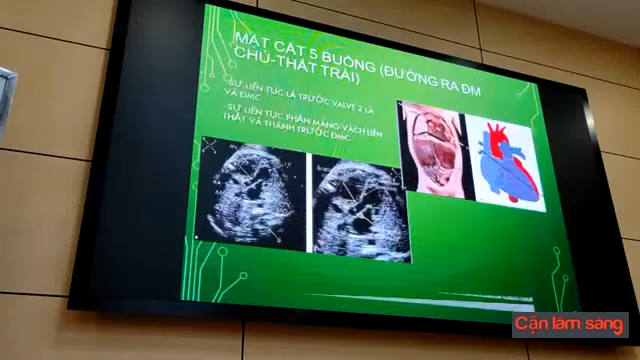 MẶT CẮT 5 BUỒNG (ĐƯỜNG RA ĐM
CHỦ-THẤT TRÁI)
-SỰ LIÊN TỤC LÁ TRƯỚC VALVE 2 LÁ
VÀ ĐMC
-SỰ LIÊN TỤC PHẦN MÀNG VÁCH LIÊN
THẤT VÀ THÀNH TRƯỚC ĐMC
Cận lâm sàng